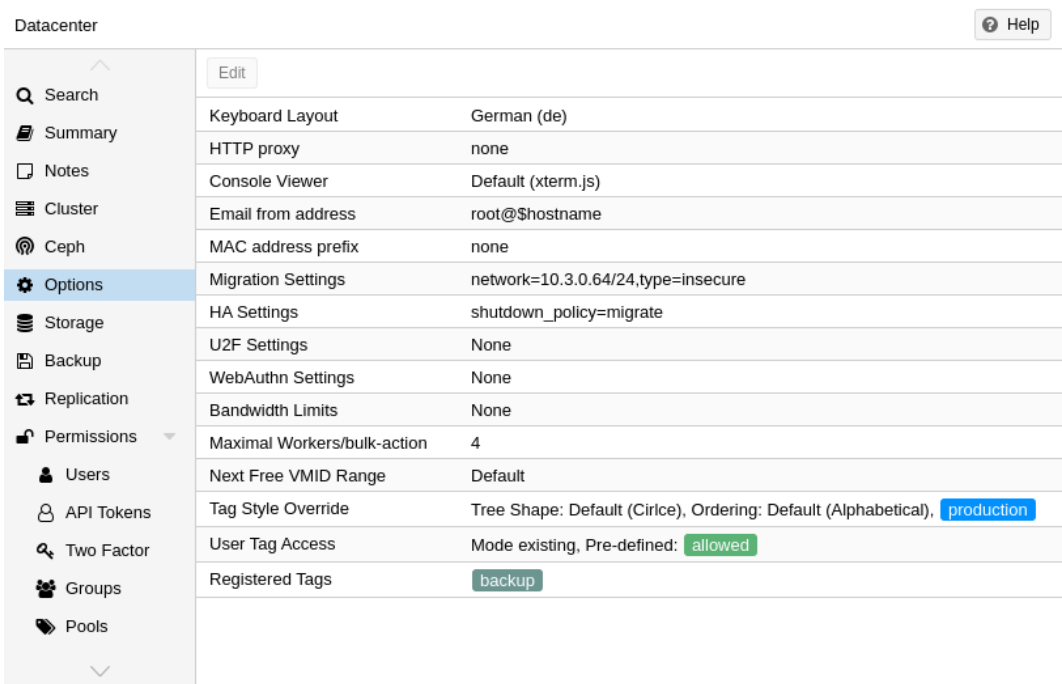 Datacenter
Help
Search
Summary
Notes
Cluster
Ceph
Options
Storage
Backup
Replication
Permissions
Users
API Tokens
Two Factor
Groups
Pools
Edit
Keyboard Layout German (de)
HTTP proxy none
Console Viewer Default (xterm.js)
Email from address root@$hostname
MAC address prefix none
Migration Settings network=10.3.0.64/24,type=insecure
HA Settings shutdown_policy=migrate
U2F Settings None
WebAuthn Settings None
Bandwidth Limits None
Maximal Workers/bulk-action 4
Next Free VMID Range Default
Tag Style Override Tree Shape: Default (Cirlce), Ordering: Default (Alphabetical), production
User Tag Access Mode existing, Pre-defined: allowed
Registered Tags backup